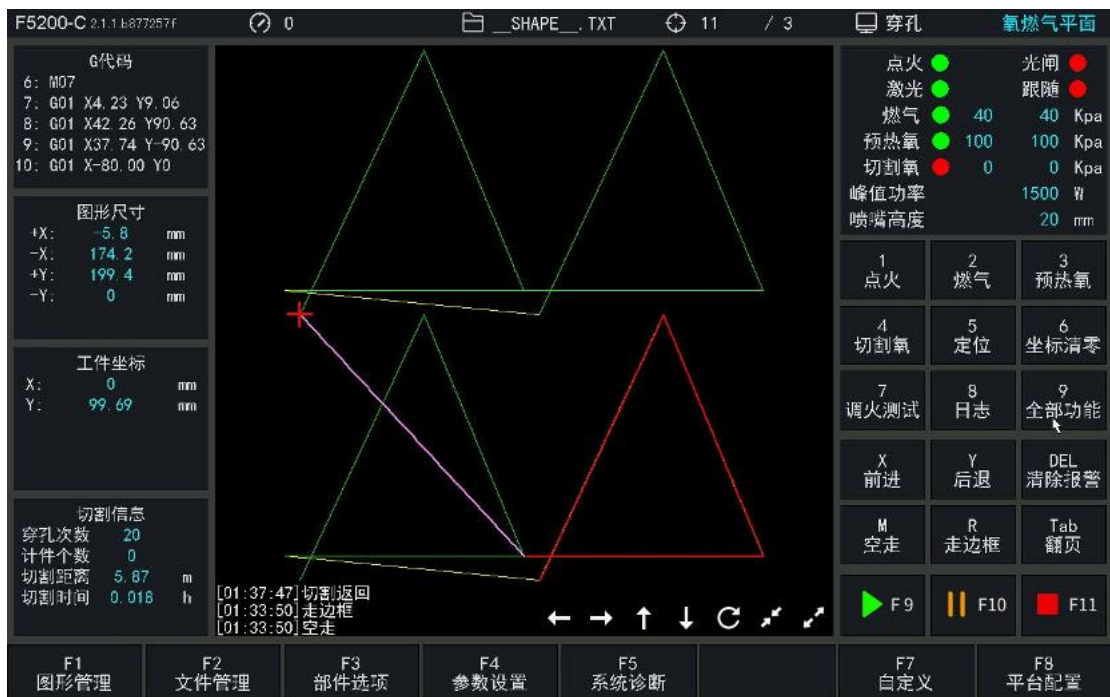 F5200-C 2.1.1.b877257f 0 __SHAPE__.TXT 11 / 3 穿孔 氧燃气平面
G代码
6: M07
7: G01 X4.23 Y9.06
8: G01 X42.26 Y90.63
9: G01 X37.74 Y-90.63
10: G01 X-80.00 Y0
图形尺寸
+X: -5.8 mm
-X: 174.2 mm
+Y: 199.4 mm
-Y: 0 mm
工件坐标
X: 0 mm
Y: 99.69 mm
切割信息
穿孔次数 20
计件个数 0
切割距离 5.87 m
切割时间 0.018 h
[01:37:47]切割返回
[01:33:50]走边框
[01:33:50]空走
点火 光闸
激光 跟随
燃气 40 40 Kpa
预热氧 100 100 Kpa
切割氧 0 0 Kpa
峰值功率 1500 W
喷嘴高度 20 mm
1 2 3
点火 燃气 预热氧
4 5 6
切割氧 定位 坐标清零
7 8 9
调火测试 日志 全部功能
X Y DEL
前进 后退 清除报警
M R Tab
空走 走边框 翻页
F9 F10 F11
F1 F2 F3 F4 F5 F7 F8
图形管理 文件管理 部件选项 参数设置 系统诊断 自定义 平台配置